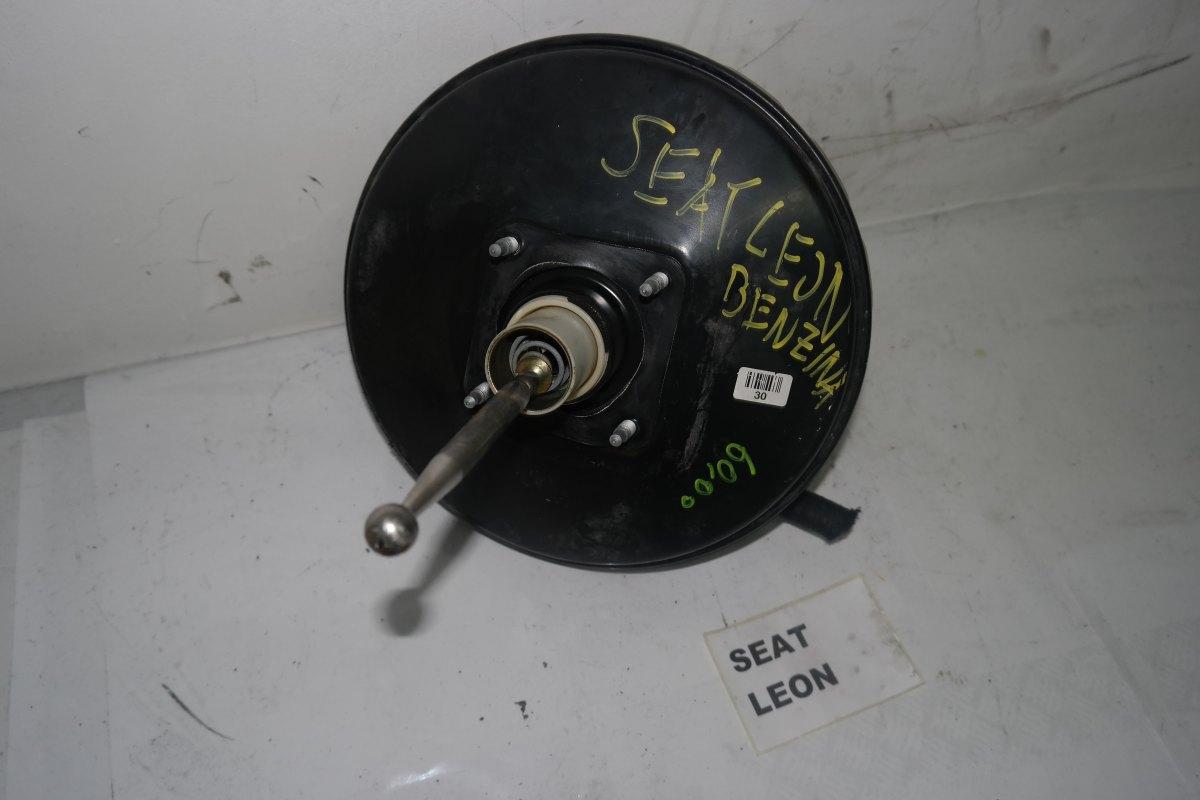 SEAT LEON
BENZINA
30
60,00
SEAT
LEON